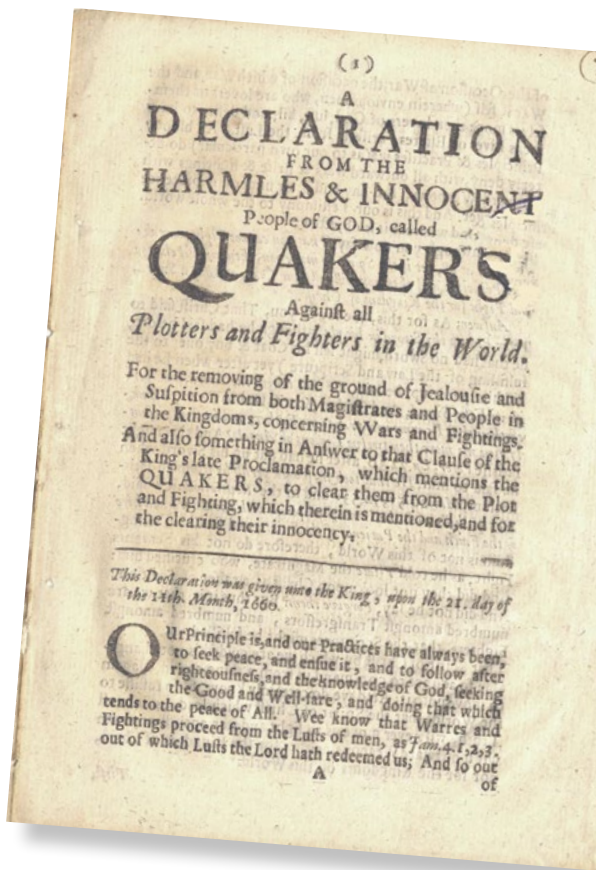 (1)
A
DECLARATION
FROM THE
HARMLES & INNOCENT
People of GOD, called
QUAKERS
Againſt all
Plotters and Fighters in the World.
For the removing of the ground of Jealouſie and
Suſpition from both Magiſtrates and People in
the Kingdoms, concerning Wars and Fightings.
And alſo ſomething in Anſwer to that Clauſe of the
King's late Proclamation, which mentions the
QUAKERS, to clear them from the Plot
and Fighting, which therein is mentioned, and for
the clearing their innocency.
This Declaration was given unto the King, upon the 21. day of
the 11th. Month, 1660.
OUr Principle is, and our Practices have always been,
to ſeek peace, and enſue it, and to follow after
righteouſneſs, and the knowledge of God, ſeeking
the Good and Well-fare, and doing that which
tends to the peace of All. Wee know that Warres and
Fightings proceed from the Luſts of men, as Jam. 4. 1, 2, 3.
out of which Luſts the Lord hath redeemed us; And ſo out
A
of